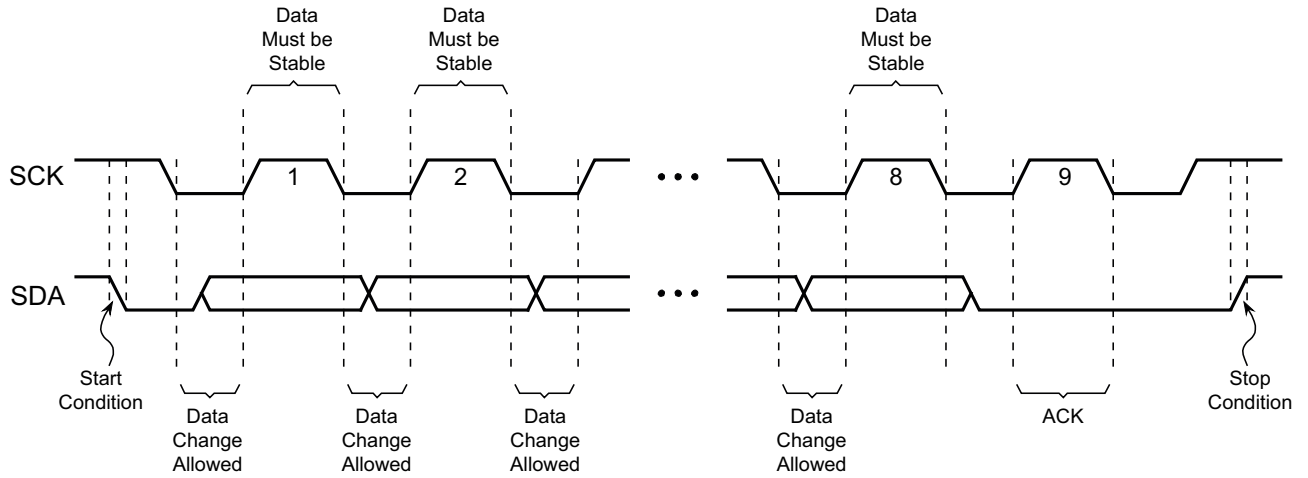 Data
Must be
Stable
Data
Must be
Stable
Data
Must be
Stable
SCK
1
2
• • •
8
9
SDA
• • •
Start
Condition
Data
Change
Allowed
Data
Change
Allowed
Data
Change
Allowed
Data
Change
Allowed
ACK
Stop
Condition